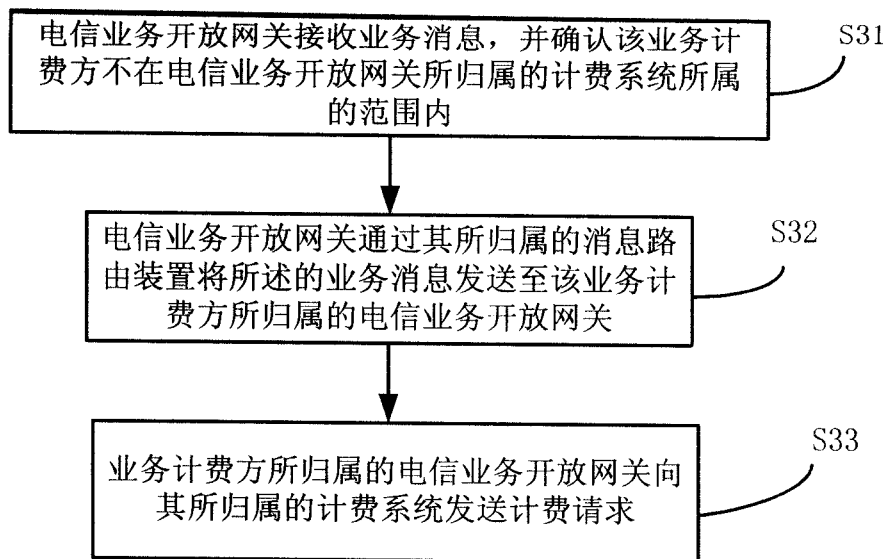 电信业务开放网关接收业务消息，并确认该业务计
费方不在电信业务开放网关所归属的计费系统所属
的范围内
S31
电信业务开放网关通过其所归属的消息路
由装置将所述的业务消息发送至该业务计
费方所归属的电信业务开放网关
S32
业务计费方所归属的电信业务开放网关向
其所归属的计费系统发送计费请求
S33